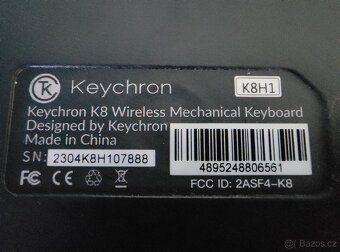 Keychron K8H1
Keychron K8 Wireless Mechanical Keyboard
Designed by Keychron
Made in China
SN: 2304K8H107888
4895248806561
FCC ID: 2ASF4-K8
Bazoš.cz